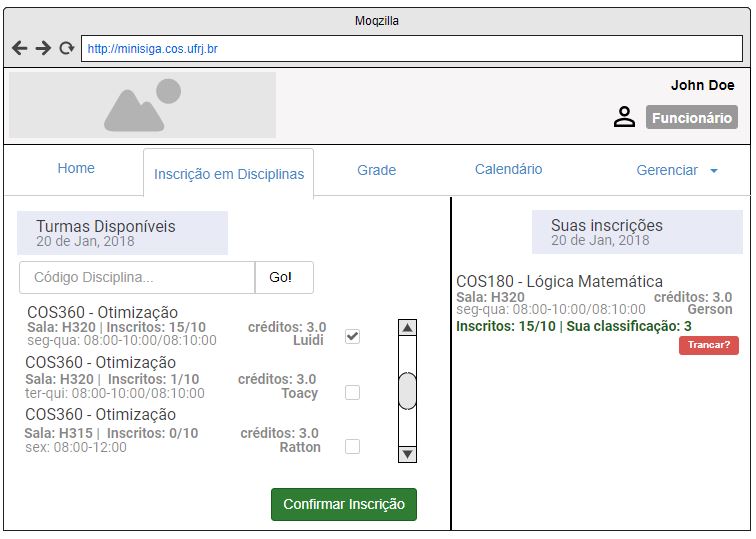 Moqzilla
http://minisiga.cos.ufrj.br
John Doe
Funcionário
Home
Inscrição em Disciplinas
Grade
Calendário
Gerenciar
Turmas Disponíveis
20 de Jan, 2018
Código Disciplina...
Go!
COS360 - Otimização
Sala: H320 | Inscritos: 15/10 créditos: 3.0
seg-qua: 08:00-10:00/08:10:00 Luidi
COS360 - Otimização
Sala: H320 | Inscritos: 1/10 créditos: 3.0
ter-qui: 08:00-10:00/08:10:00 Toacy
COS360 - Otimização
Sala: H315 | Inscritos: 0/10 créditos: 3.0
sex: 08:00-12:00 Ratton
Confirmar Inscrição
Suas inscrições
20 de Jan, 2018
COS180 - Lógica Matemática
Sala: H320 créditos: 3.0
seg-qua: 08:00-10:00/08:10:00 Gerson
Inscritos: 15/10 | Sua classificação: 3
Trancar?